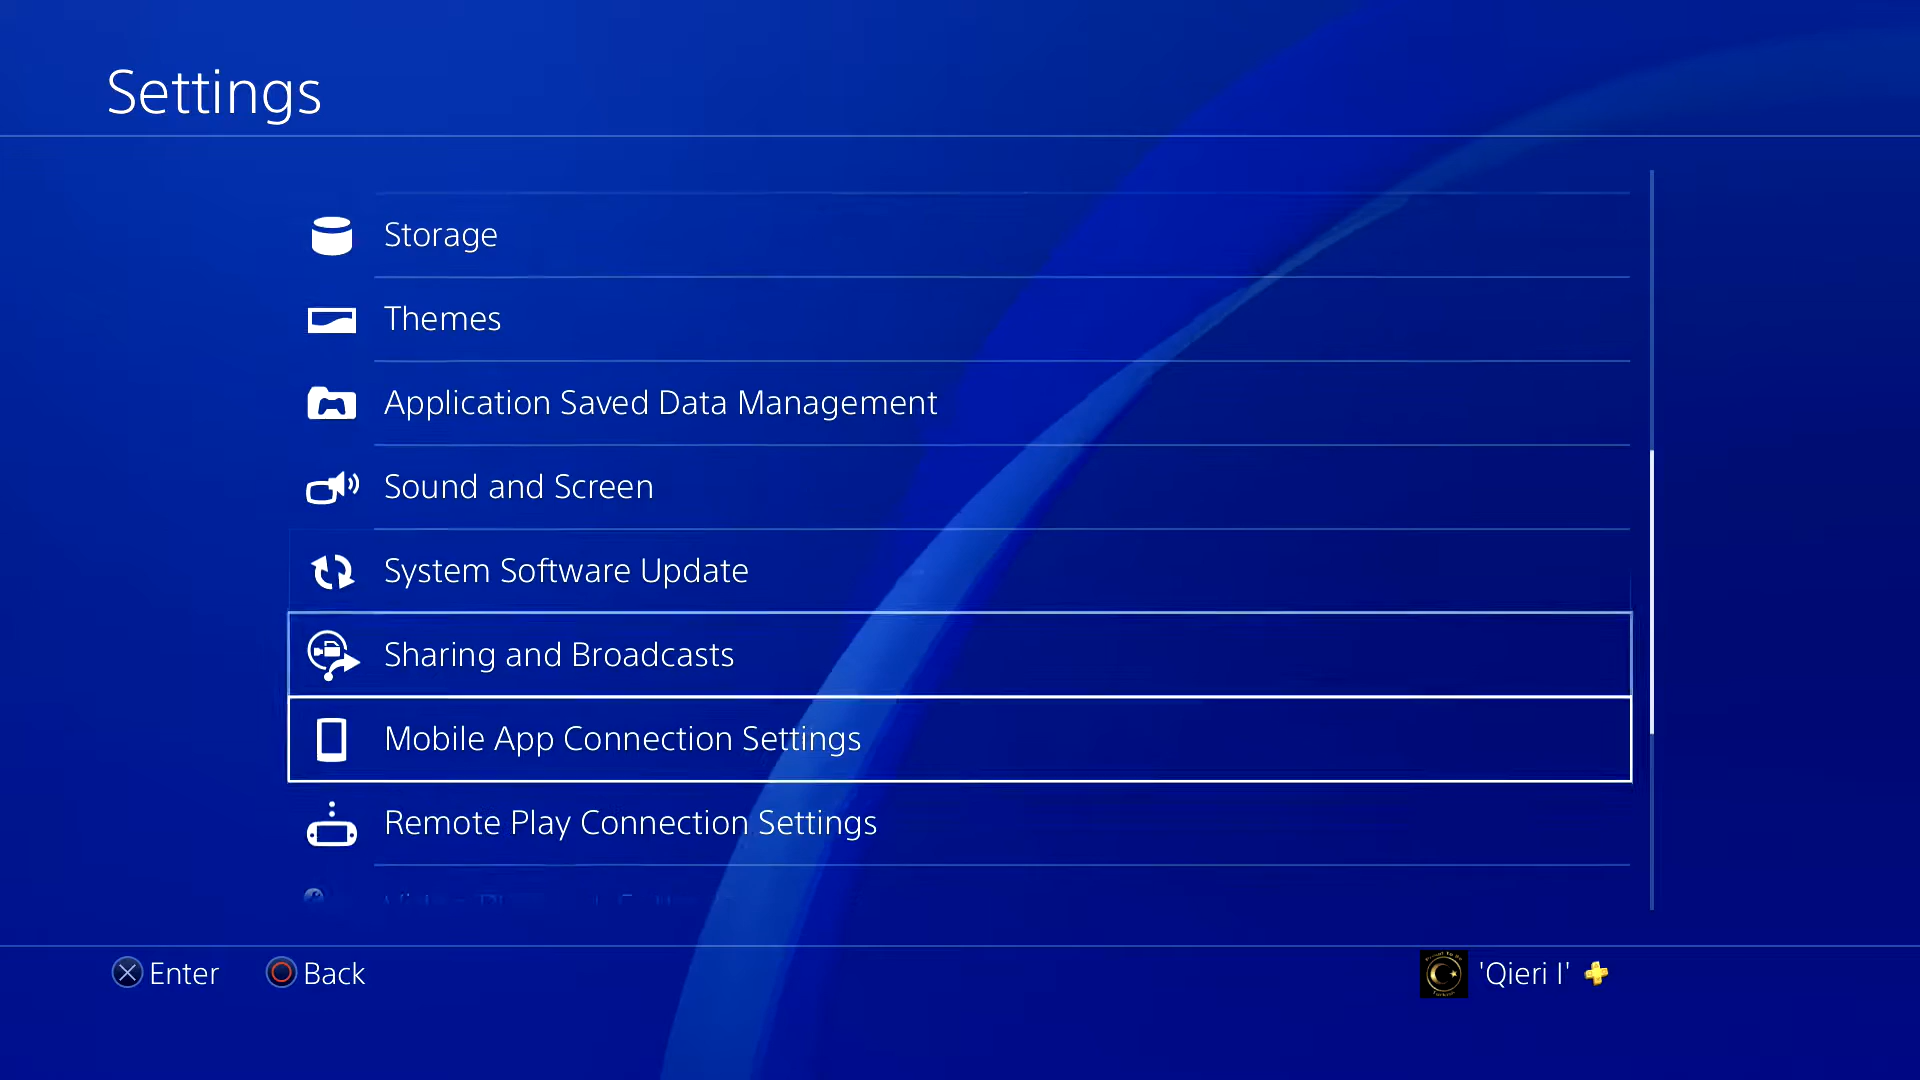 Settings
Storage
Themes
Application Saved Data Management
Sound and Screen
System Software Update
Sharing and Broadcasts
Mobile App Connection Settings
Remote Play Connection Settings
Enter
Back
'Qieri I'